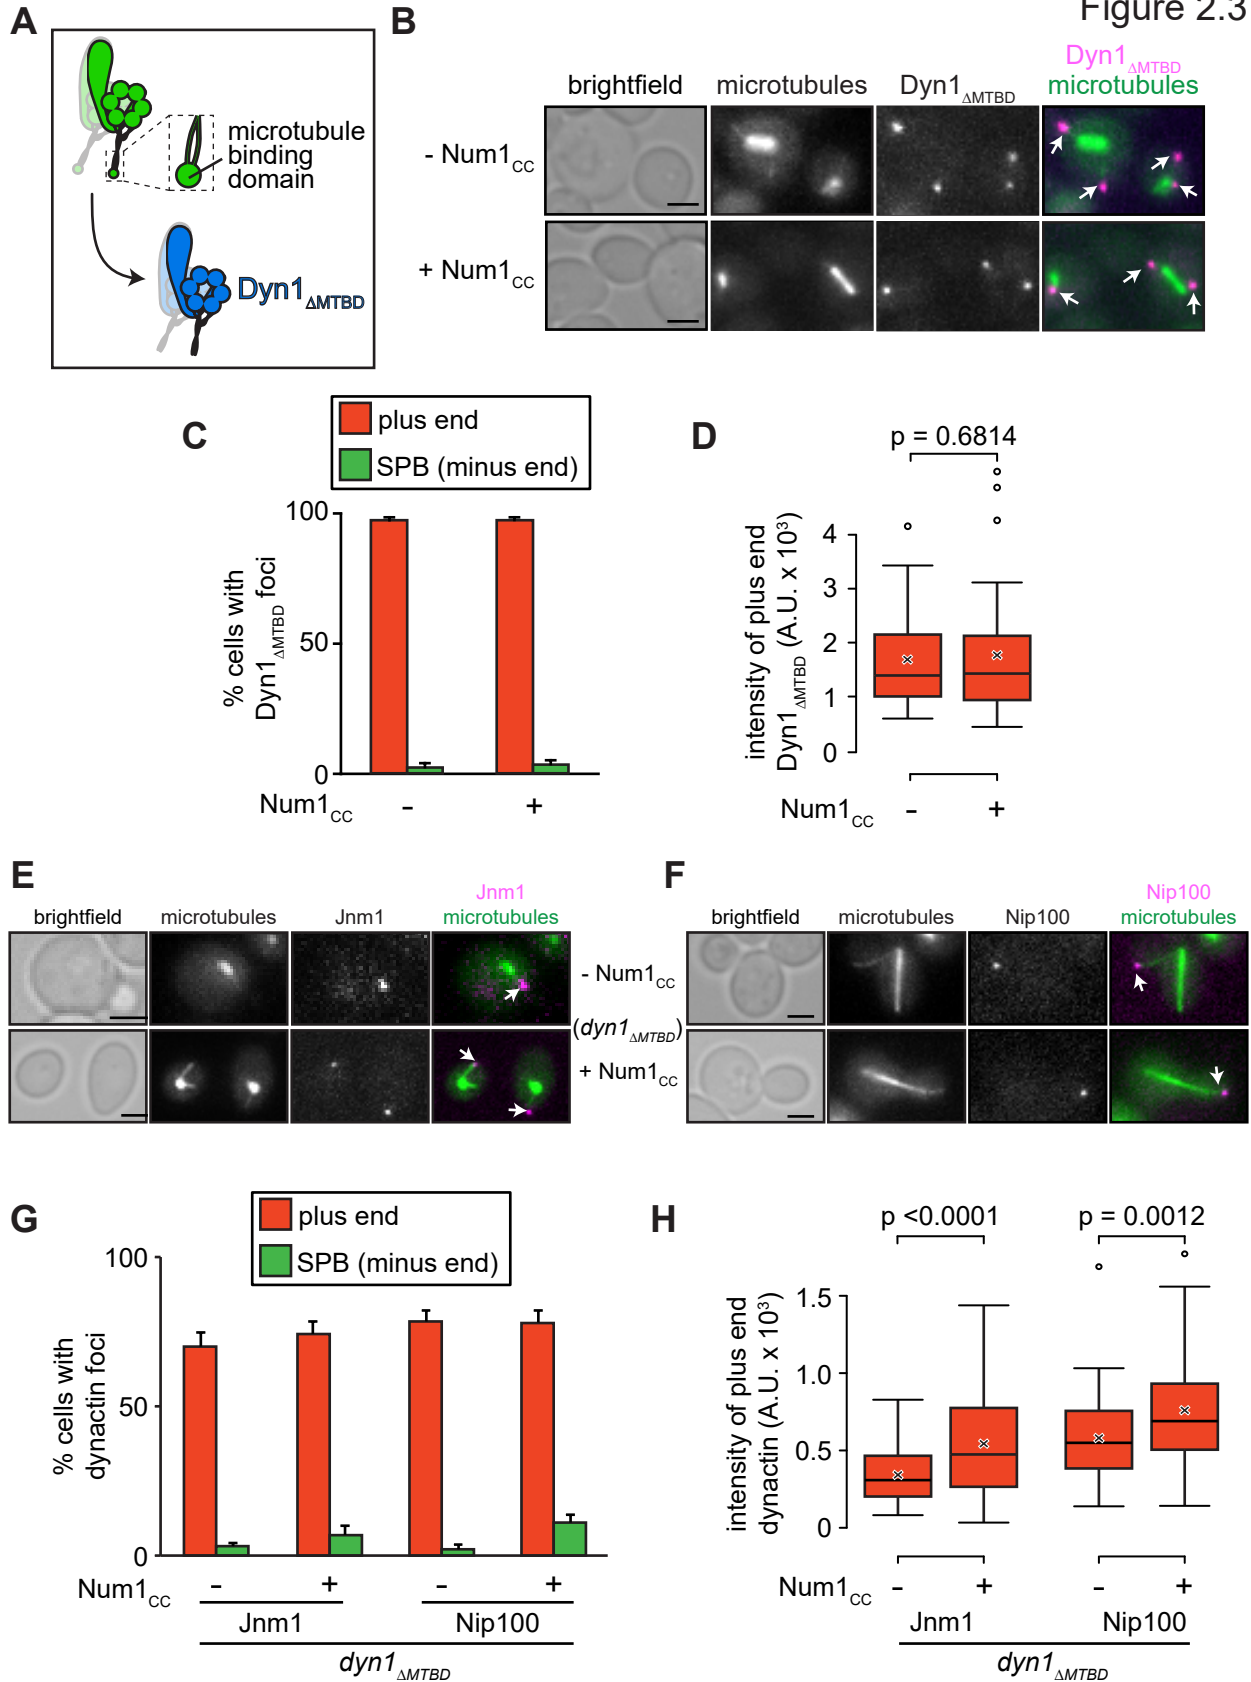 Figure 2.3
A
microtubule
binding
domain
Dyn1ΔMTBD
B
Dyn1ΔMTBD
brightfield microtubules Dyn1ΔMTBD microtubules
- Num1CC
+ Num1CC
C
plus end
SPB (minus end)
% cells with
Dyn1ΔMTBD foci
100
50
0
Num1CC - +
D
p = 0.6814
intensity of plus end
Dyn1ΔMTBD (A.U. x 10³)
4
3
2
1
0
Num1CC - +
E
Jnm1
brightfield microtubules Jnm1 microtubules
- Num1CC
(dyn1ΔMTBD)
+ Num1CC
F
Nip100
brightfield microtubules Nip100 microtubules
G
plus end
SPB (minus end)
% cells with
dynactin foci
100
50
0
Num1CC - + - +
Jnm1 Nip100
dyn1ΔMTBD
H
p <0.0001 p = 0.0012
intensity of plus end
dynactin (A.U. x 10³)
1.5
1.0
0.5
0
Num1CC - + - +
Jnm1 Nip100
dyn1ΔMTBD